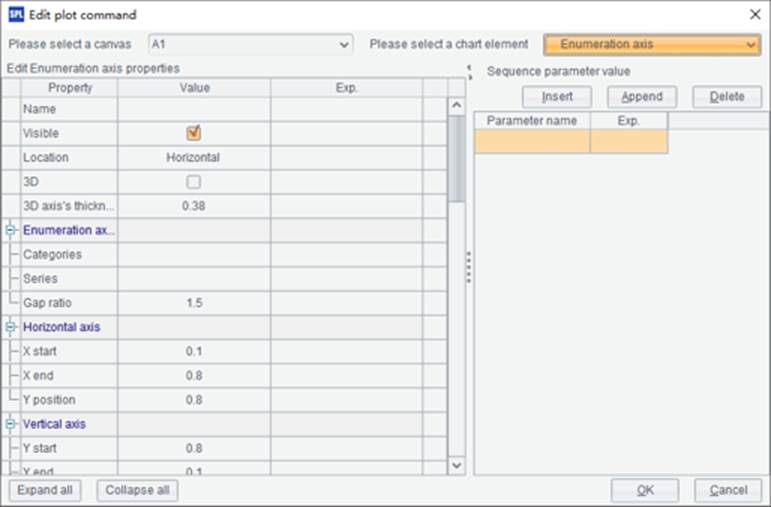 SPL Edit plot command
Please select a canvas A1 Please select a chart element Enumeration axis
Edit Enumeration axis properties
Property Value Exp.
Name
Visible
Location Horizontal
3D
3D axis's thickn... 0.38
Enumeration ax...
Categories
Series
Gap ratio 1.5
Horizontal axis
X start 0.1
X end 0.8
Y position 0.8
Vertical axis
Y start 0.8
Y end 0.1
Expand all Collapse all
Sequence parameter value
Insert Append Delete
Parameter name Exp.
OK Cancel